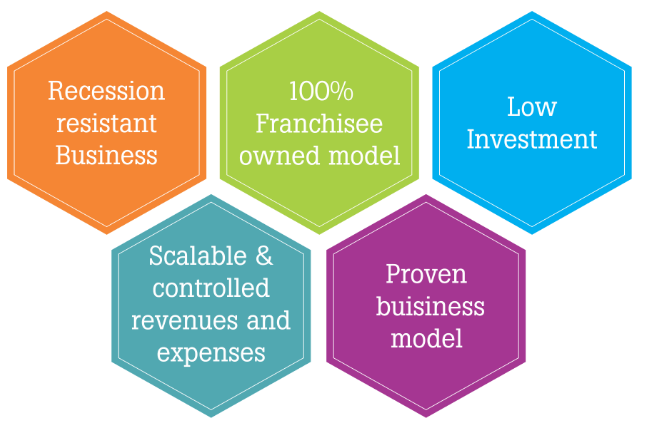 Recession
resistant
Business
100%
Franchisee
owned model
Low
Investment
Scalable &
controlled
revenues and
expenses
Proven
buisiness
model